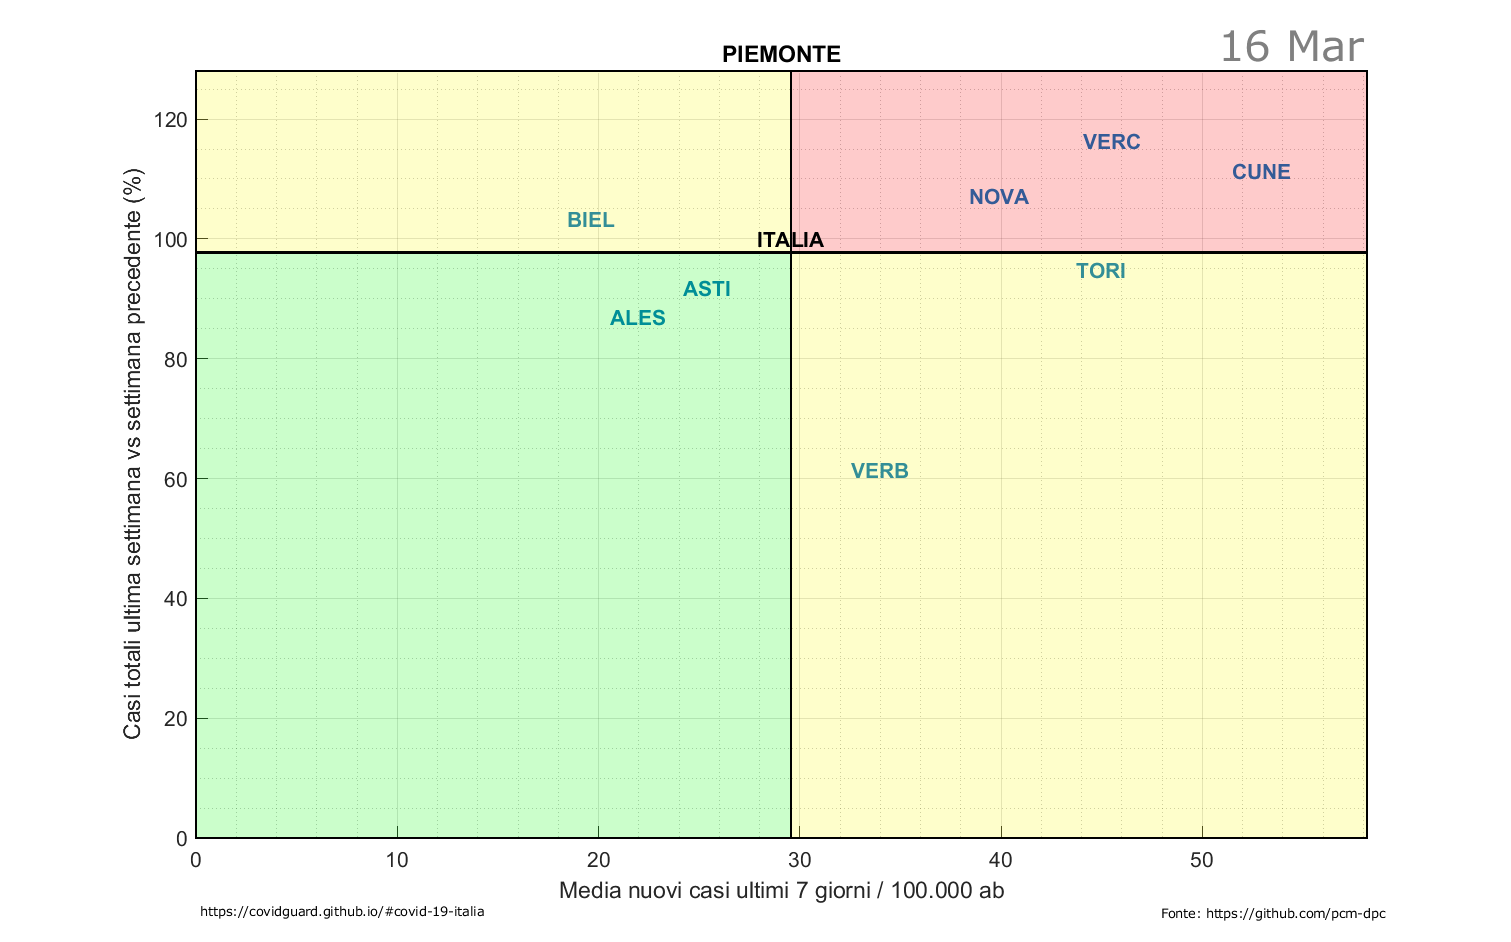 16 Mar
PIEMONTE
120
VERC
CUNE
NOVA
BIEL
100
ITALIA
TORI
ASTI
ALES
80
VERB
60
40
20
0
Casi totali ultima settimana vs settimana precedente (%)
0 10 20 30 40 50
Media nuovi casi ultimi 7 giorni / 100.000 ab
https://covidguard.github.io/#covid-19-italia
Fonte: https://github.com/pcm-dpc